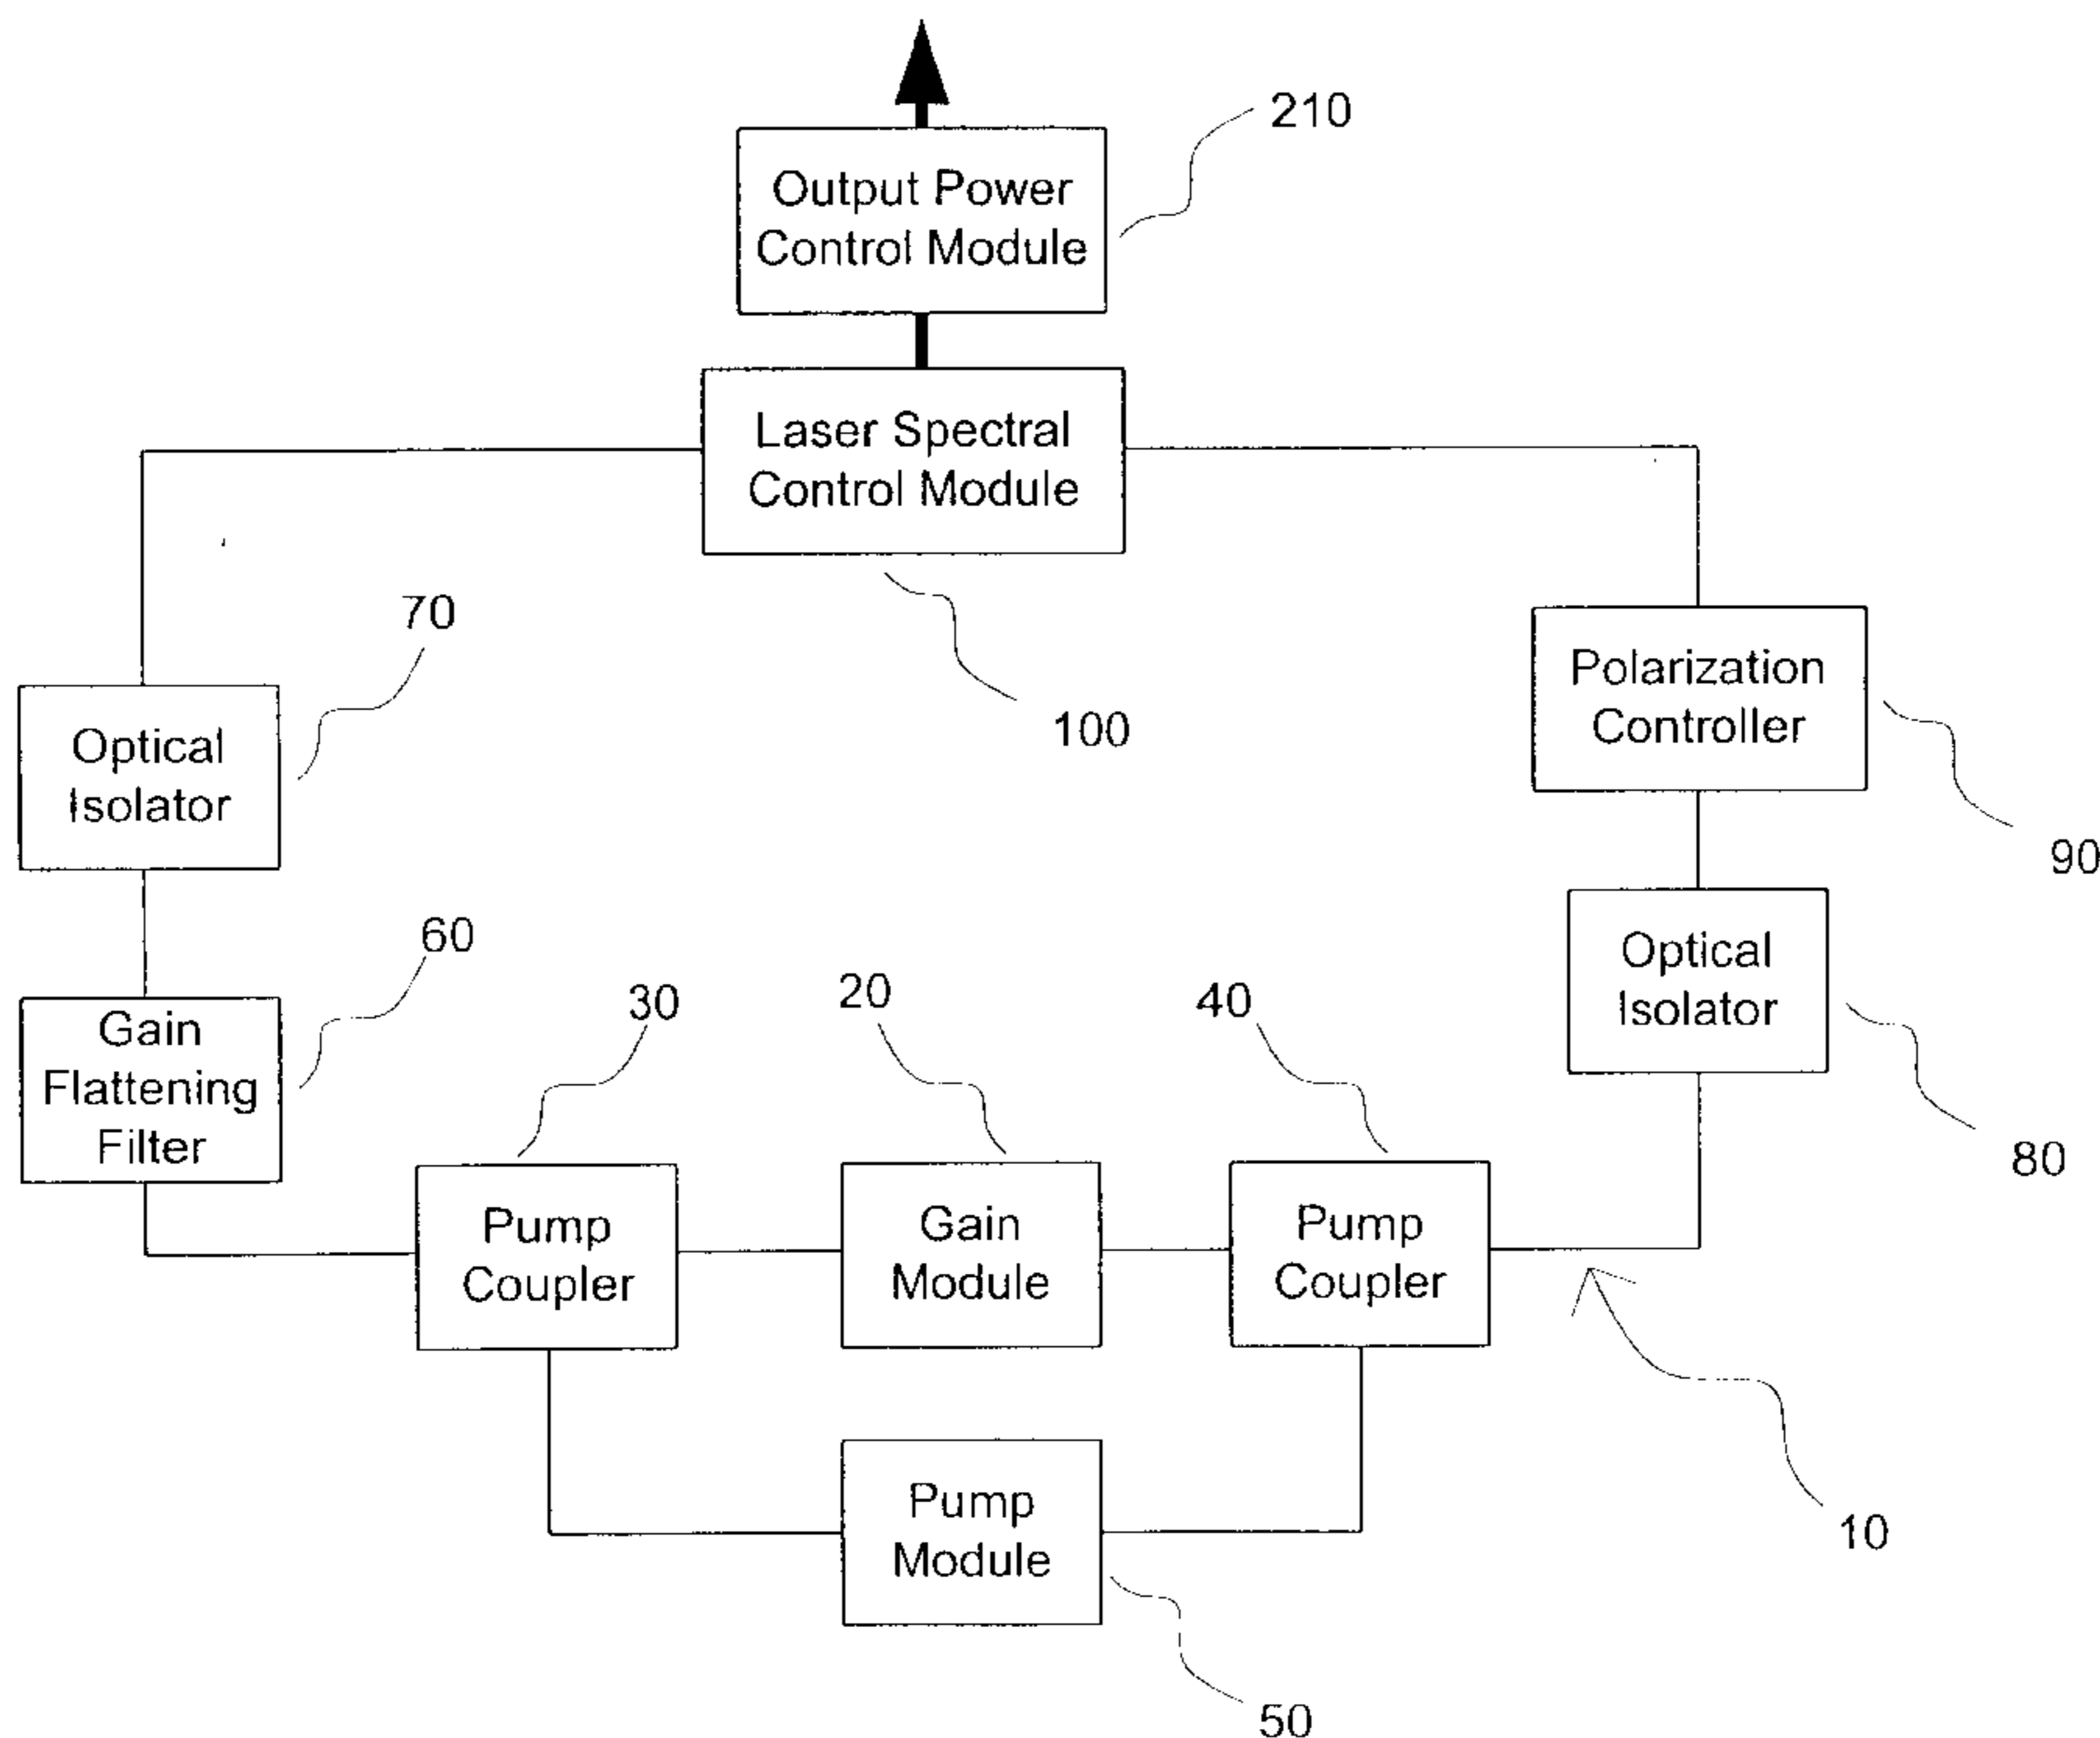 210
Output Power
Control Module
Laser Spectral
Control Module
70
100
Polarization
Controller
Optical
Isolator
90
60
Optical
Isolator
80
Gain
Flattening
Filter
30
20
40
Pump
Coupler
Gain
Module
Pump
Coupler
10
Pump
Module
50